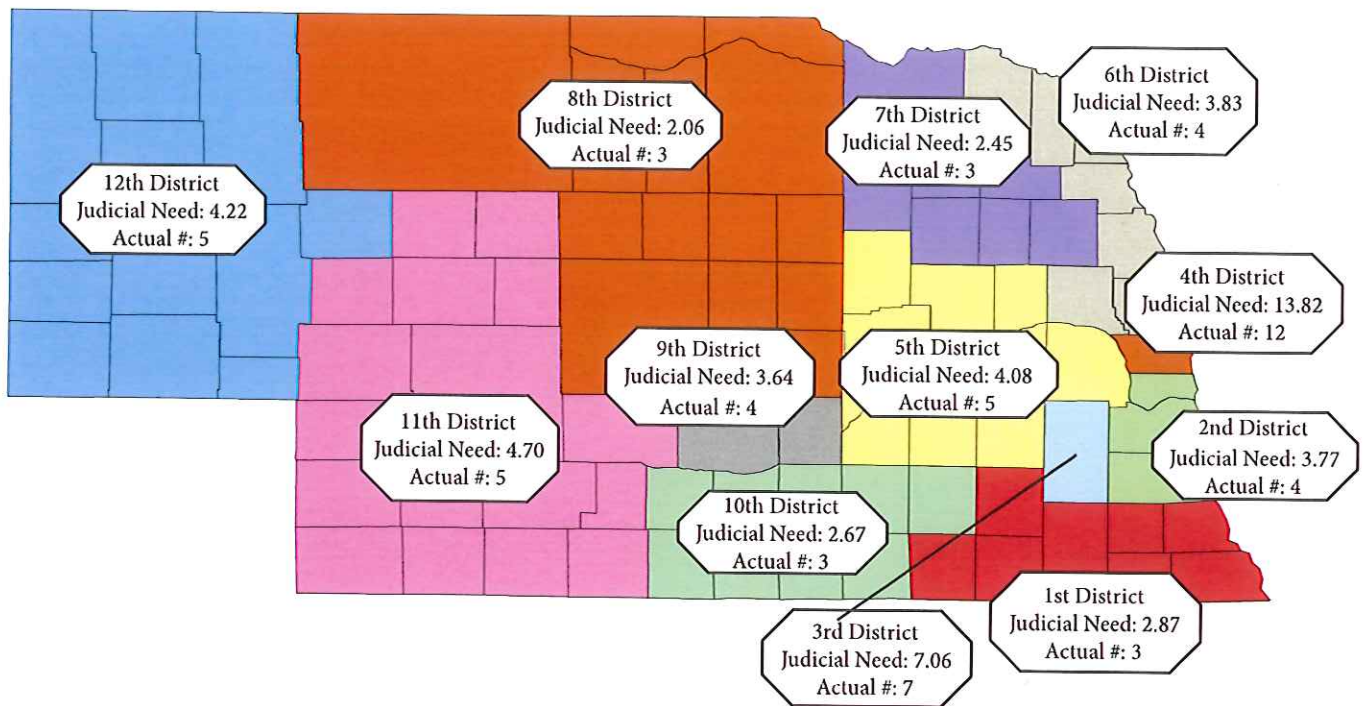 6th District
Judicial Need: 3.83
Actual #: 4
8th District
Judicial Need: 2.06
Actual #: 3
7th District
Judicial Need: 2.45
Actual #: 3
12th District
Judicial Need: 4.22
Actual #: 5
4th District
Judicial Need: 13.82
Actual #: 12
9th District
Judicial Need: 3.64
Actual #: 4
5th District
Judicial Need: 4.08
Actual #: 5
11th District
Judicial Need: 4.70
Actual #: 5
2nd District
Judicial Need: 3.77
Actual #: 4
10th District
Judicial Need: 2.67
Actual #: 3
1st District
Judicial Need: 2.87
Actual #: 3
3rd District
Judicial Need: 7.06
Actual #: 7